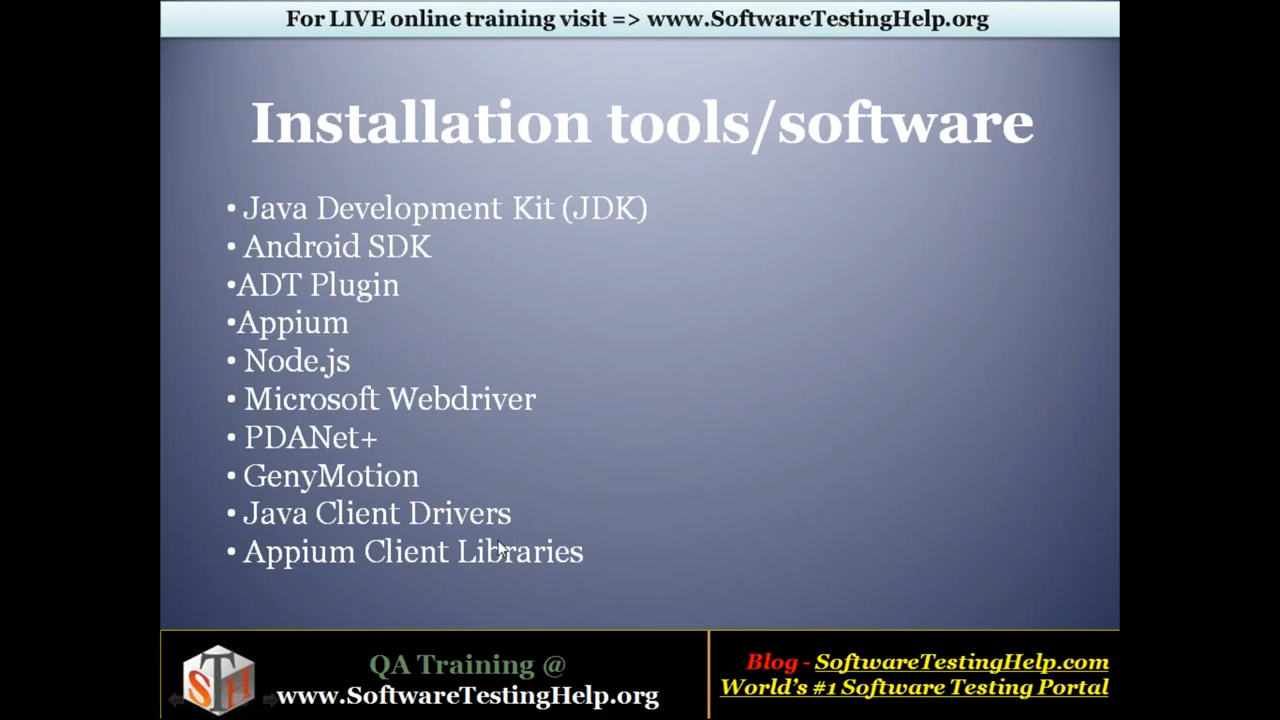 For LIVE online training visit => www.SoftwareTestingHelp.org
Installation tools/software
• Java Development Kit (JDK)
• Android SDK
•ADT Plugin
•Appium
• Node.js
• Microsoft Webdriver
• PDANet+
• GenyMotion
• Java Client Drivers
• Appium Client Libraries
STH
QA Training @
www.SoftwareTestingHelp.org
Blog - SoftwareTestingHelp.com
World's #1 Software Testing Portal